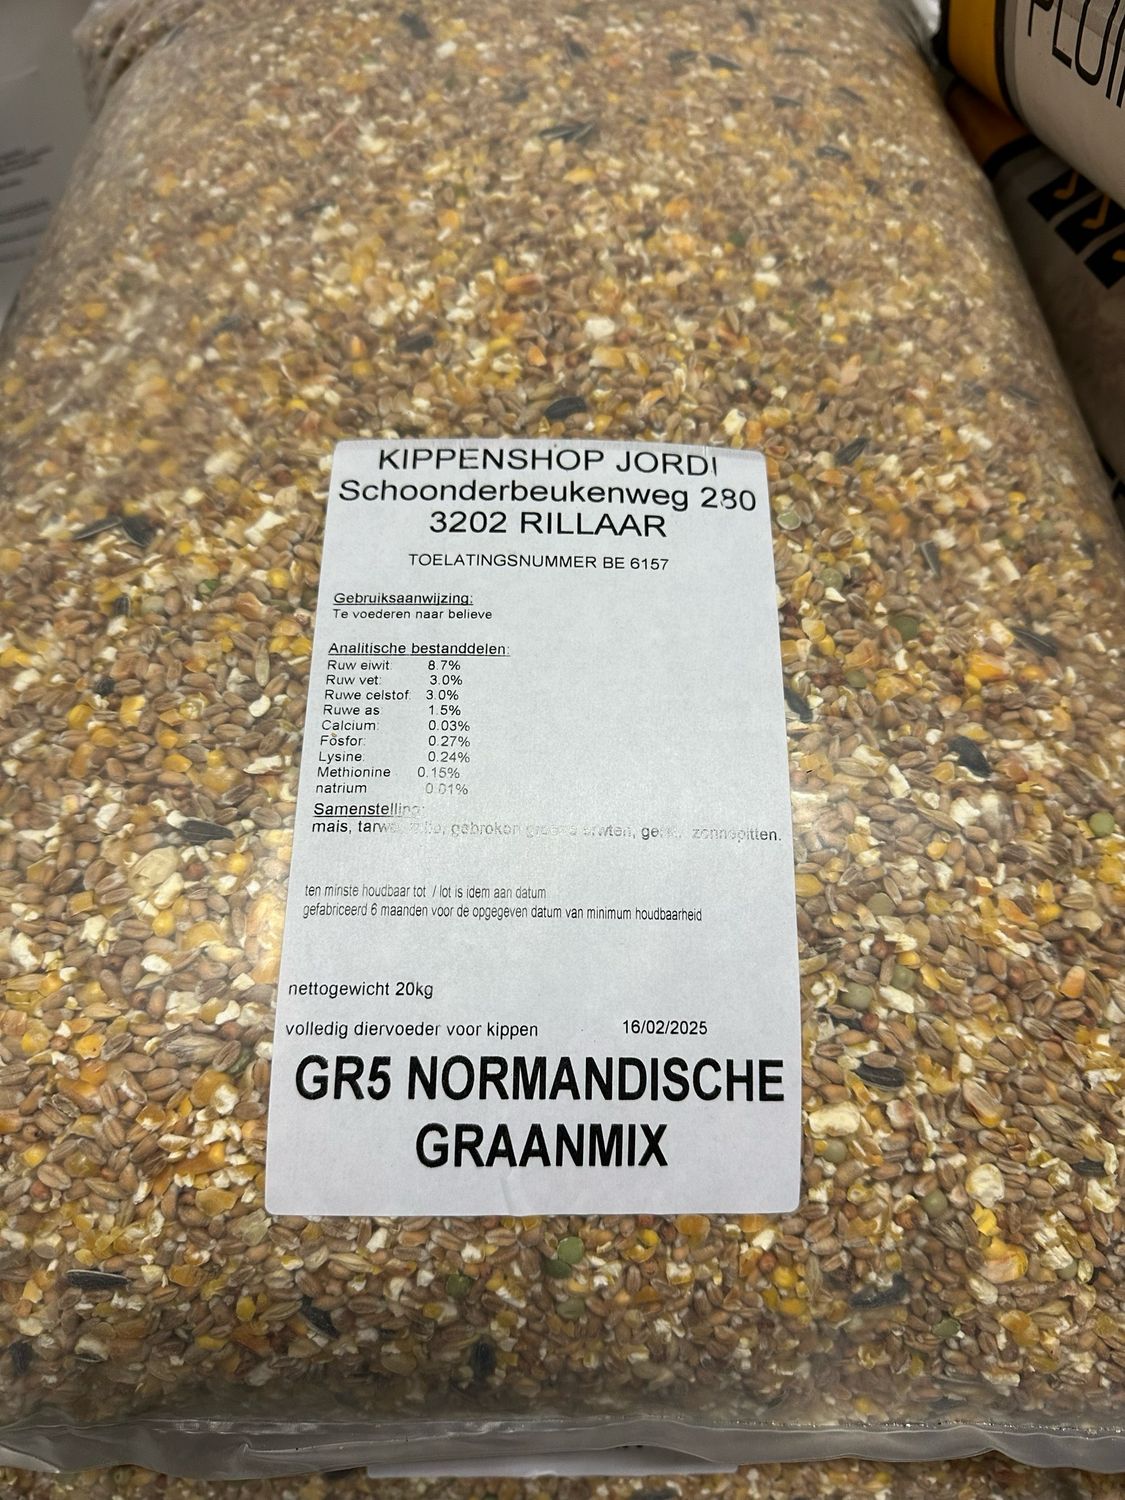 KIPPENSHOP JORDI
Schoonderbeukenweg 280
3202 RILLAAR
TOELATINGSNUMMER BE 6157
Gebruiksaanwijzing:
Te voederen naar believe
Analitische bestanddelen:
Ruw eiwit: 8.7%
Ruw vet: 3.0%
Ruwe celstof: 3.0%
Ruwe as 1.5%
Calcium: 0.03%
Fosfor: 0.27%
Lysine 0.24%
Methionine 0.15%
natrium 0.01%
Samenstelling:
mais, gebroken erwten, zonnepitten.
ten minste houdbaar tot / lot is idem aan datum
gefabriceerd 6 maanden voor de opgegeven datum van minimum houdbaarheid
nettogewicht 20kg
volledig diervoeder voor kippen 16/02/2025
GR5 NORMANDISCHE
GRAANMIX